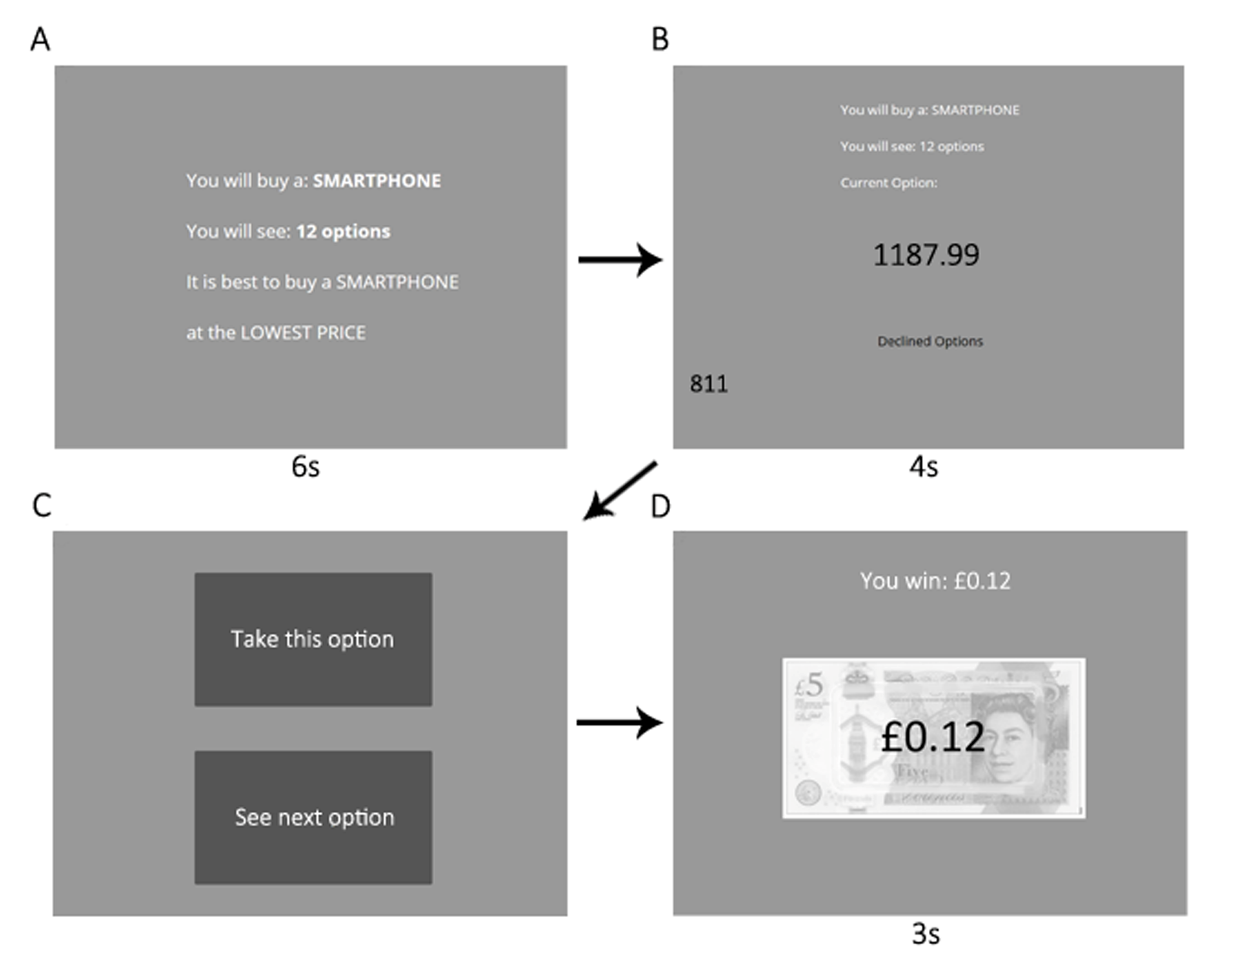 A
You will buy a: SMARTPHONE
You will see: 12 options
It is best to buy a SMARTPHONE
at the LOWEST PRICE
6s
B
You will buy a: SMARTPHONE
You will see: 12 options
Current Option:
1187.99
Declined Options
811
4s
C
Take this option
See next option
D
You win: £0.12
£5
£0.12
Five
3s